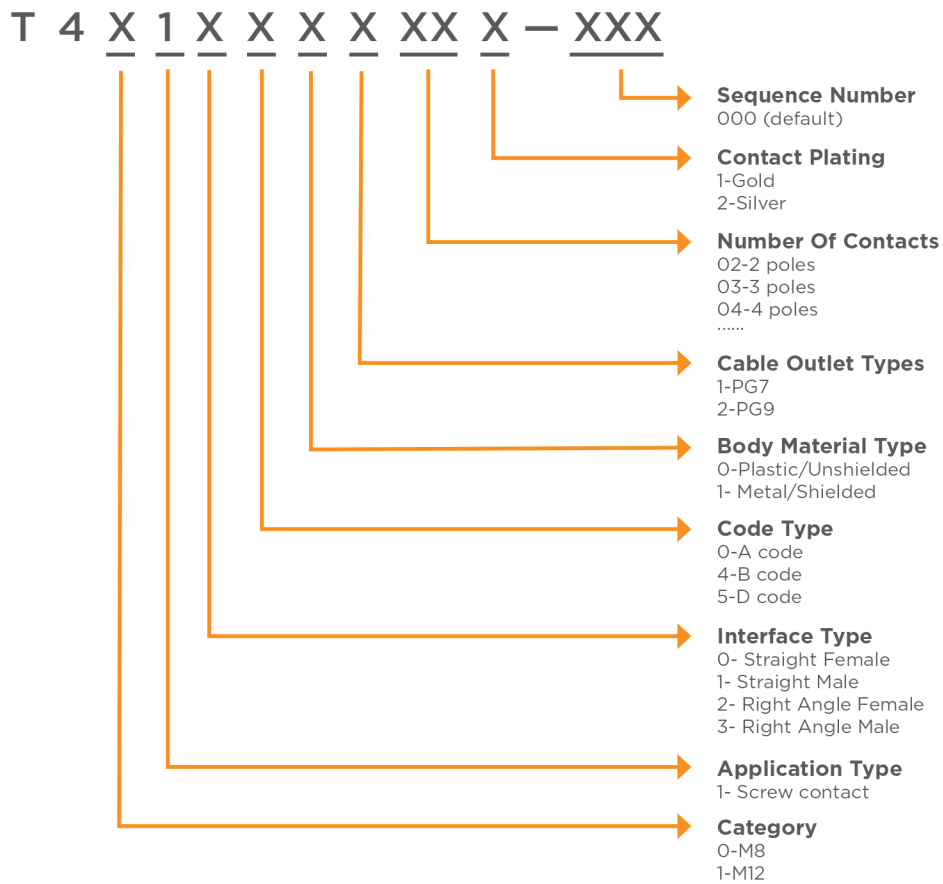 T 4 X 1 X X X X XX X — XXX
Sequence Number
000 (default)
Contact Plating
1-Gold
2-Silver
Number Of Contacts
02-2 poles
03-3 poles
04-4 poles
......
Cable Outlet Types
1-PG7
2-PG9
Body Material Type
0-Plastic/Unshielded
1- Metal/Shielded
Code Type
0-A code
4-B code
5-D code
Interface Type
0- Straight Female
1- Straight Male
2- Right Angle Female
3- Right Angle Male
Application Type
1- Screw contact
Category
0-M8
1-M12